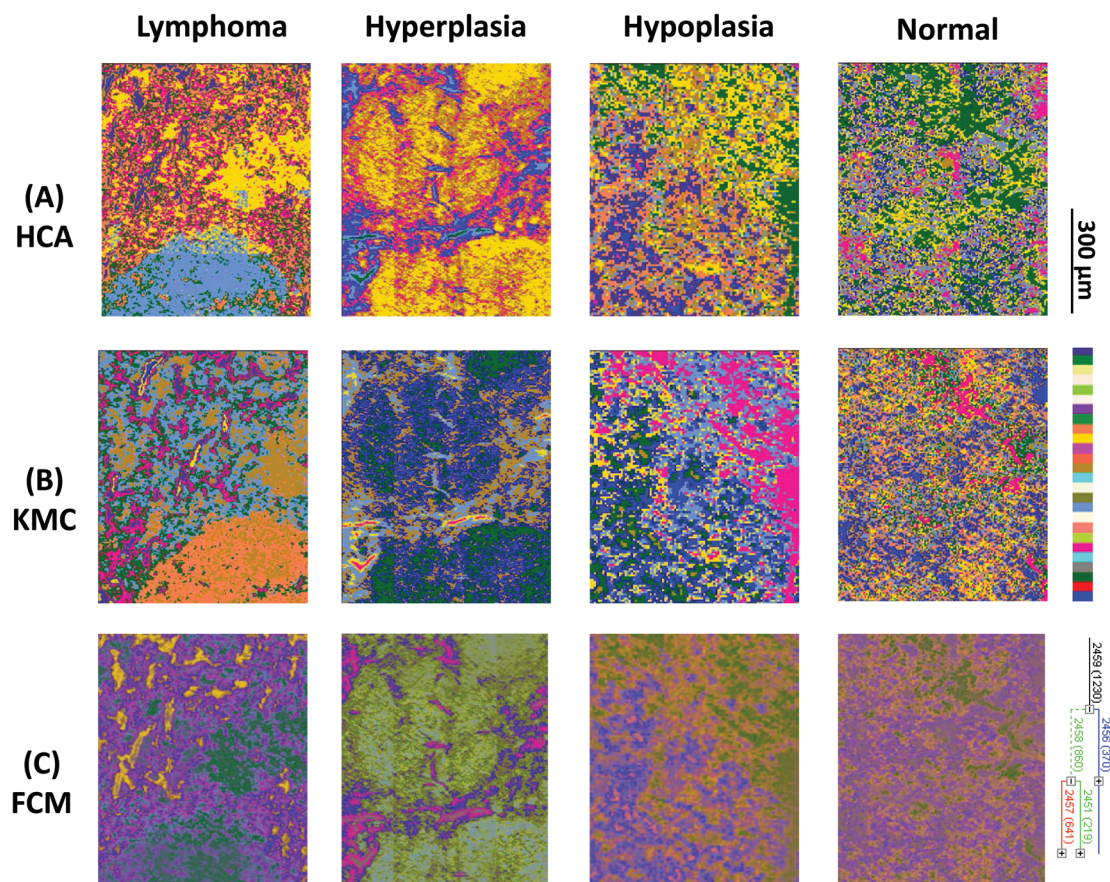 Lymphoma Hyperplasia Hypoplasia Normal
(A)
HCA
300 μm
(B)
KMC
(C)
FCM
2459 (1230)
2456 (370)
2458 (860)
2451 (219)
2457 (641)